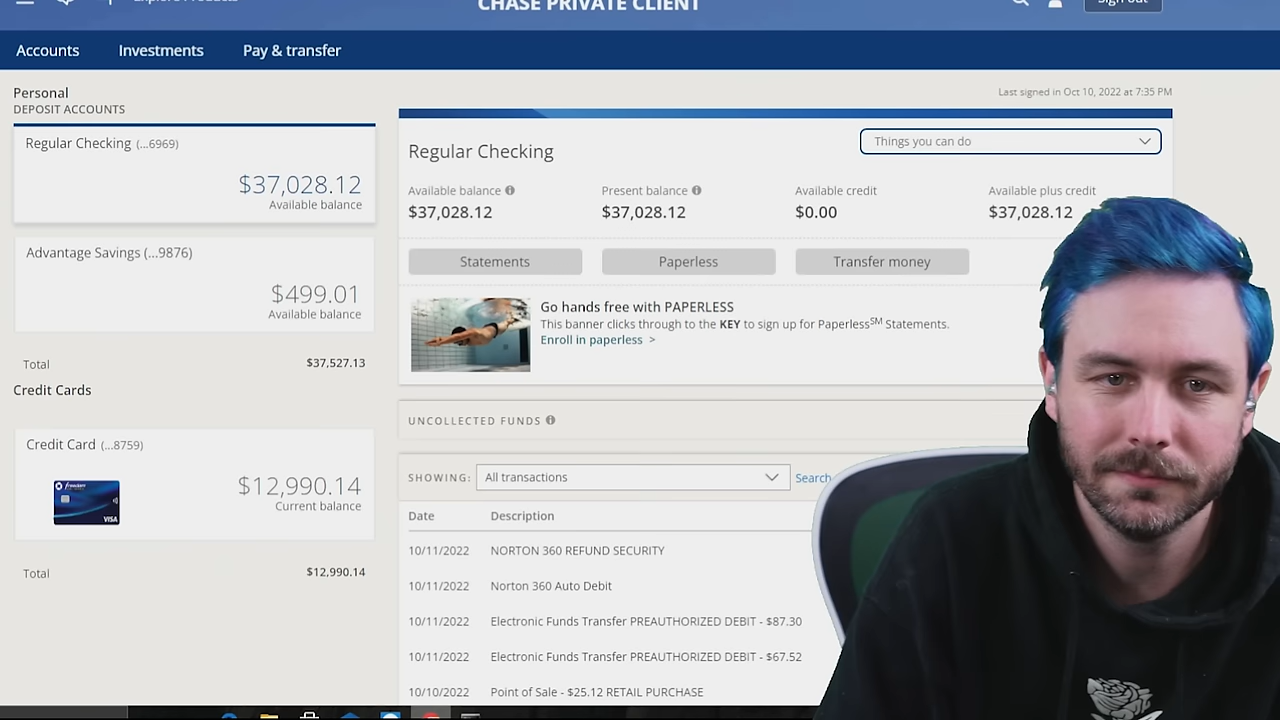 Explore Products
CHASE PRIVATE CLIENT
Sign out
Accounts
Investments
Pay & transfer
Personal
DEPOSIT ACCOUNTS
Last signed in Oct 10, 2022 at 7:35 PM
Regular Checking (...6969)
$37,028.12
Available balance
Advantage Savings (...9876)
$499.01
Available balance
Total $37,527.13
Credit Cards
Credit Card (...8759)
freedom
VISA
$12,990.14
Current balance
Total $12,990.14
Regular Checking
Things you can do
Available balance Present balance Available credit Available plus credit
$37,028.12 $37,028.12 $0.00 $37,028.12
Statements Paperless Transfer money
Go hands free with PAPERLESS
This banner clicks through to the KEY to sign up for Paperless℠ Statements.
Enroll in paperless >
UNCOLLECTED FUNDS
SHOWING: All transactions Search
Date Description
10/11/2022 NORTON 360 REFUND SECURITY
10/11/2022 Norton 360 Auto Debit
10/11/2022 Electronic Funds Transfer PREAUTHORIZED DEBIT - $87.30
10/11/2022 Electronic Funds Transfer PREAUTHORIZED DEBIT - $67.52
10/10/2022 Point of Sale - $25.12 RETAIL PURCHASE